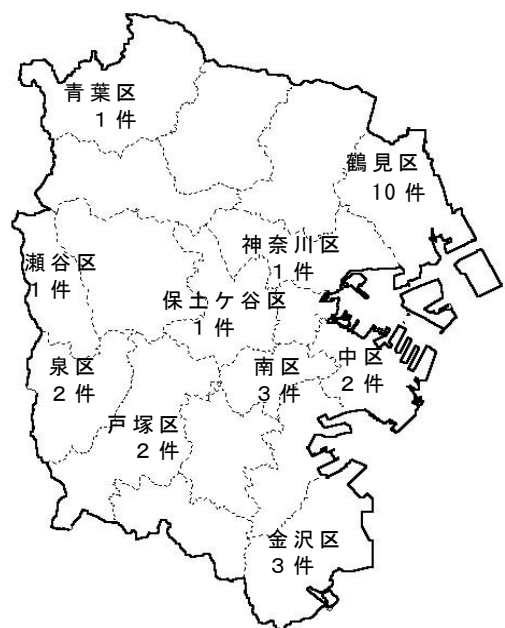 青葉区
1件
鶴見区
10件
神奈川区
1件
瀬谷区
1件
保土ケ谷区
1件
泉区
2件
南区
3件
中区
2件
戸塚区
2件
金沢区
3件